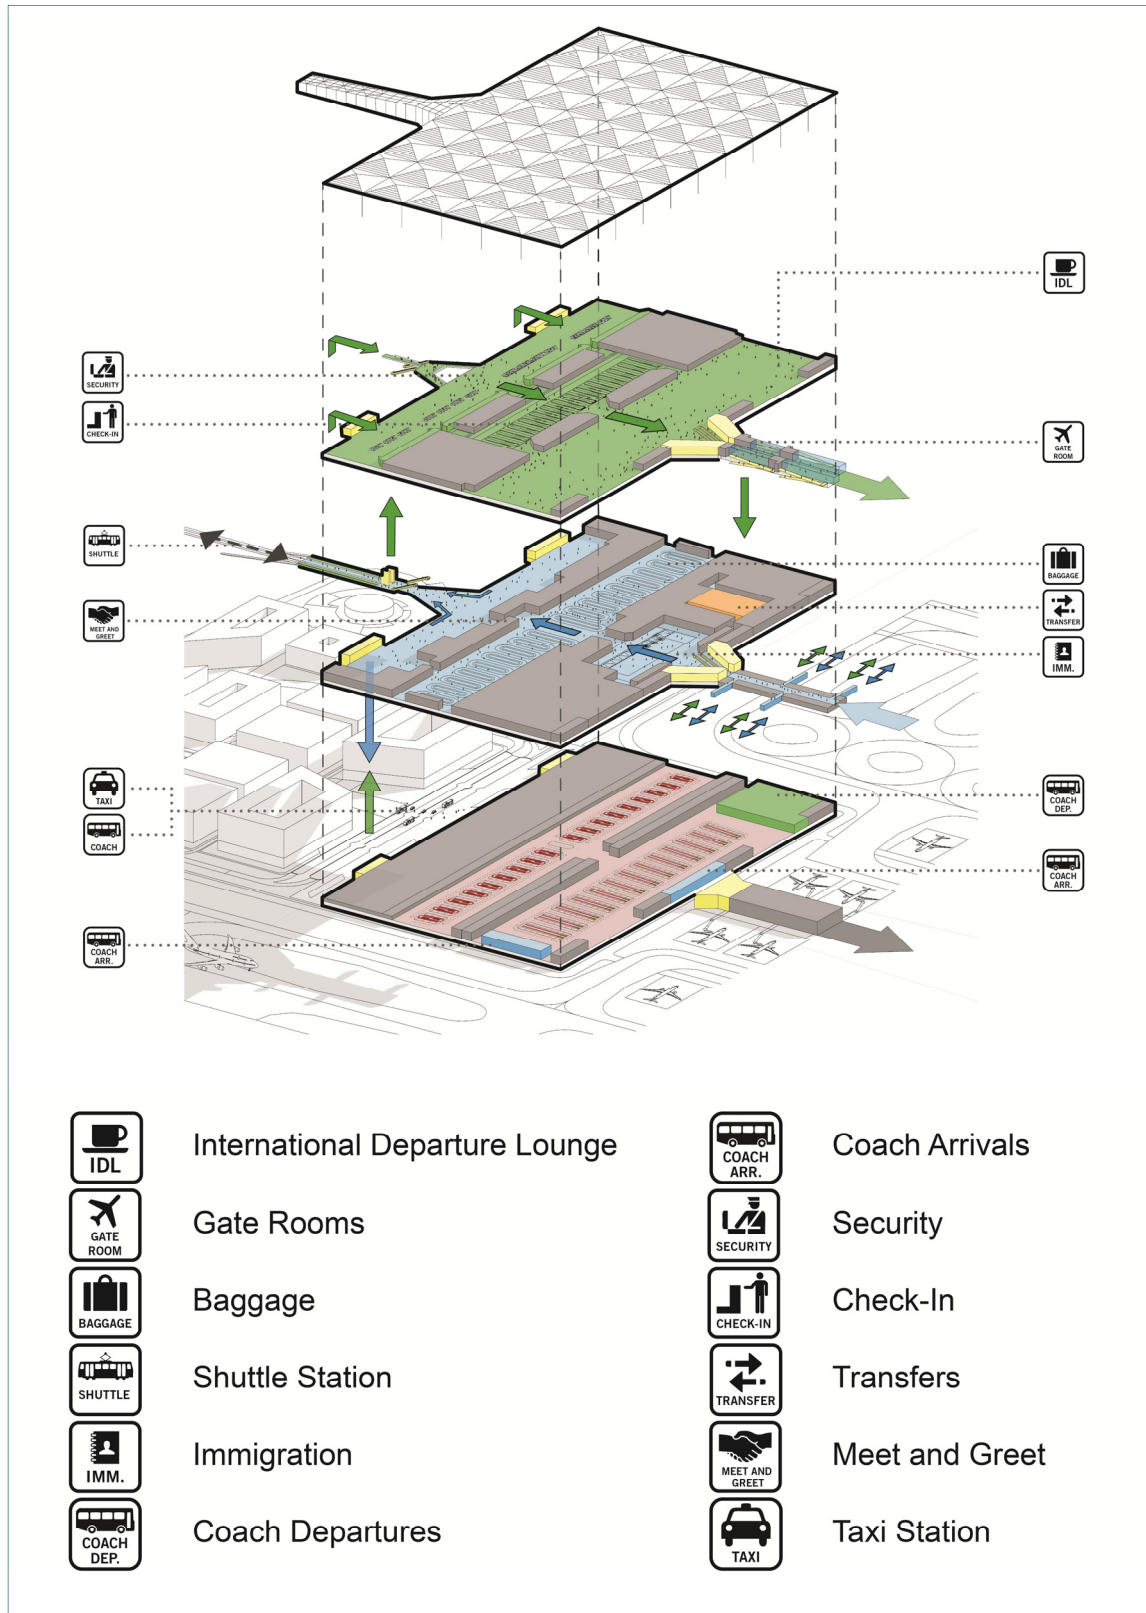 IDL
SECURITY
CHECK-IN
GATE
ROOM
SHUTTLE
BAGGAGE
MEET AND
GREET
TRANSFER
IMM.
TAXI
COACH
COACH
DEP.
COACH
ARR.
COACH
ARR.
IDL
International Departure Lounge
GATE
ROOM
Gate Rooms
BAGGAGE
Baggage
SHUTTLE
Shuttle Station
IMM.
Immigration
COACH
DEP.
Coach Departures
COACH
ARR.
Coach Arrivals
SECURITY
Security
CHECK-IN
Check-In
TRANSFER
Transfers
MEET AND
GREET
Meet and Greet
TAXI
Taxi Station